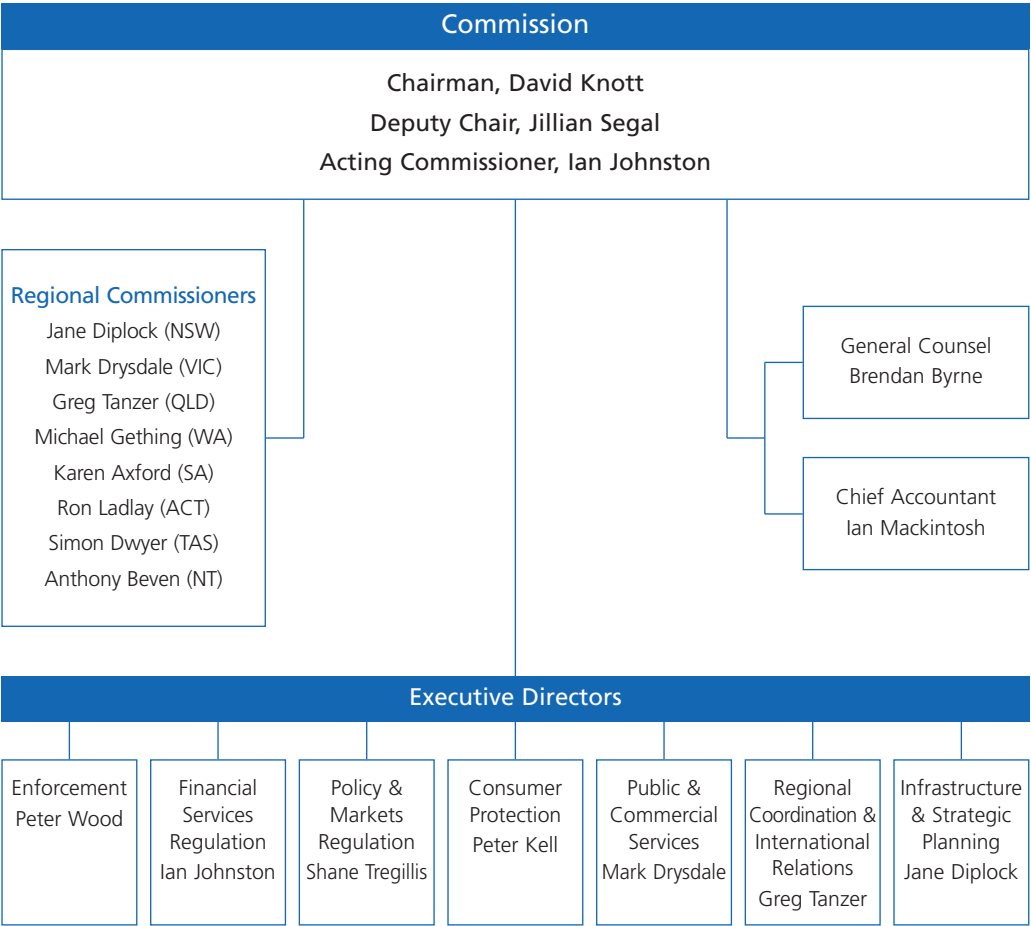 Commission
Chairman, David Knott
Deputy Chair, Jillian Segal
Acting Commissioner, Ian Johnston
Regional Commissioners
Jane Diplock (NSW)
Mark Drysdale (VIC)
Greg Tanzer (QLD)
Michael Gething (WA)
Karen Axford (SA)
Ron Ladlay (ACT)
Simon Dwyer (TAS)
Anthony Beven (NT)
General Counsel
Brendan Byrne
Chief Accountant
Ian Mackintosh
Executive Directors
Enforcement
Peter Wood
Financial
Services
Regulation
Ian Johnston
Policy &
Markets
Regulation
Shane Tregillis
Consumer
Protection
Peter Kell
Public &
Commercial
Services
Mark Drysdale
Regional
Coordination &
International
Relations
Greg Tanzer
Infrastructure
& Strategic
Planning
Jane Diplock